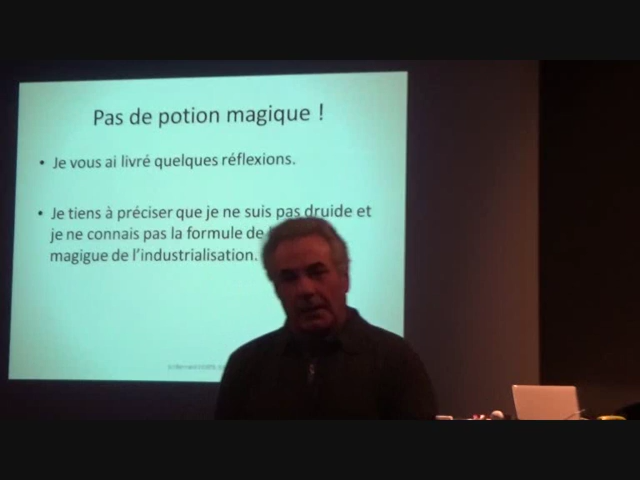 Pas de potion magique !
• Je vous ai livré quelques réflexions.
• Je tiens à préciser que je ne suis pas druide et
je ne connais pas la formule de
magigue de l'industrialisation.